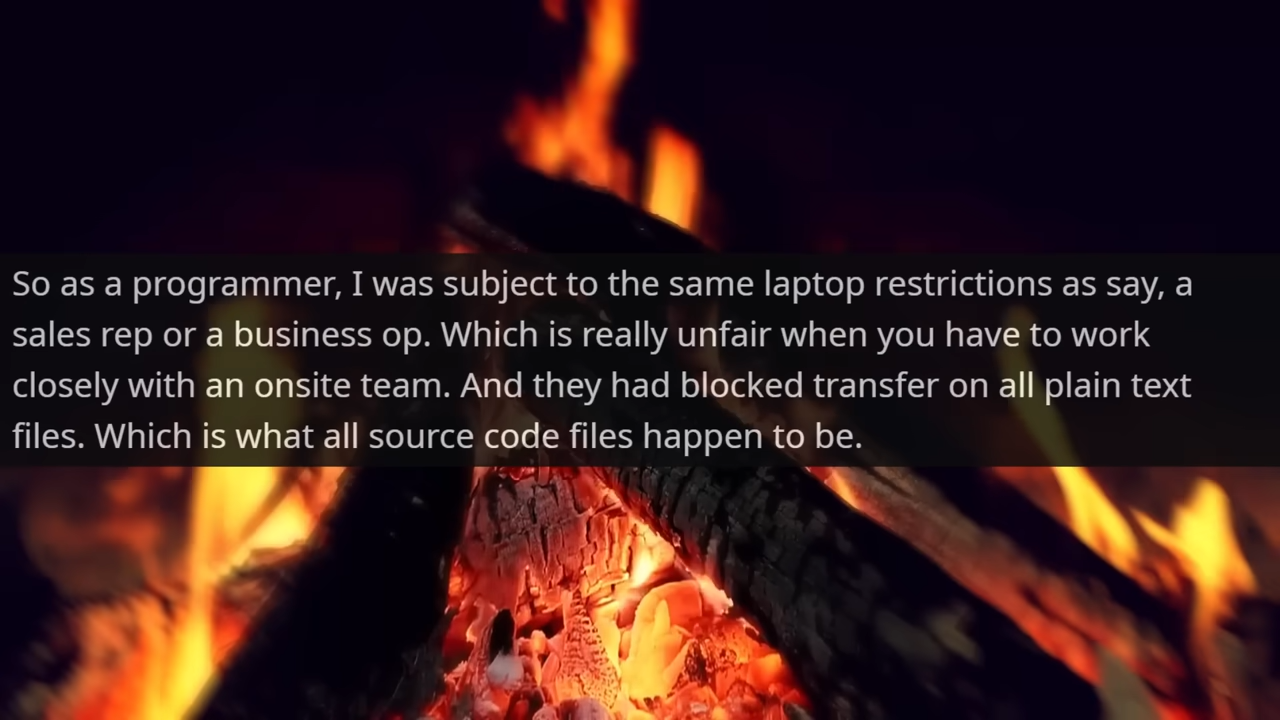 So as a programmer, I was subject to the same laptop restrictions as say, a
sales rep or a business op. Which is really unfair when you have to work
closely with an onsite team. And they had blocked transfer on all plain text
files. Which is what all source code files happen to be.